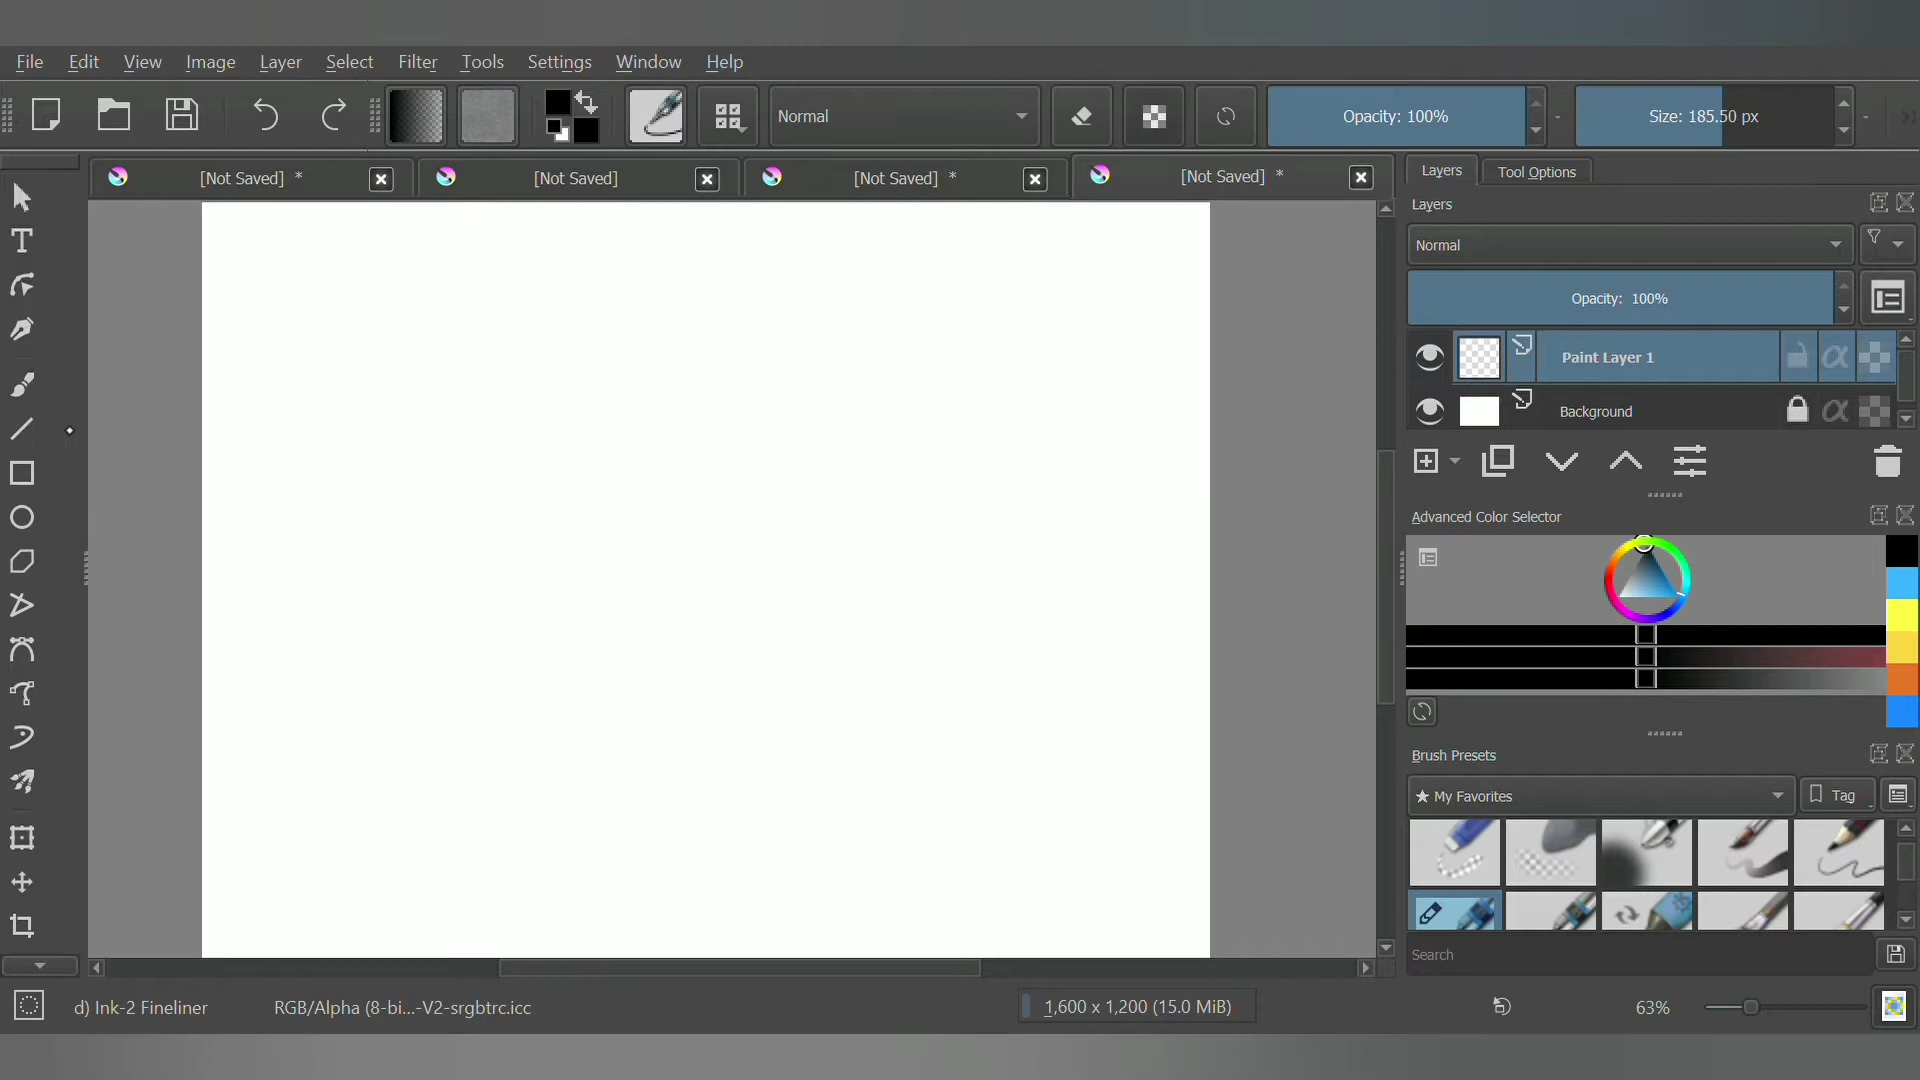 File Edit View Image Layer Select Filter Tools Settings Window Help
Normal Opacity: 100% Size: 185.50 px
[Not Saved] * [Not Saved] [Not Saved] * [Not Saved] *
Layers Tool Options
Layers
Normal
Opacity: 100%
Paint Layer 1
Background
Advanced Color Selector
Brush Presets
★ My Favorites Tag
Search
d) Ink-2 Fineliner RGB/Alpha (8-bi...-V2-srgbtrc.icc 1,600 x 1,200 (15.0 MiB) 63%